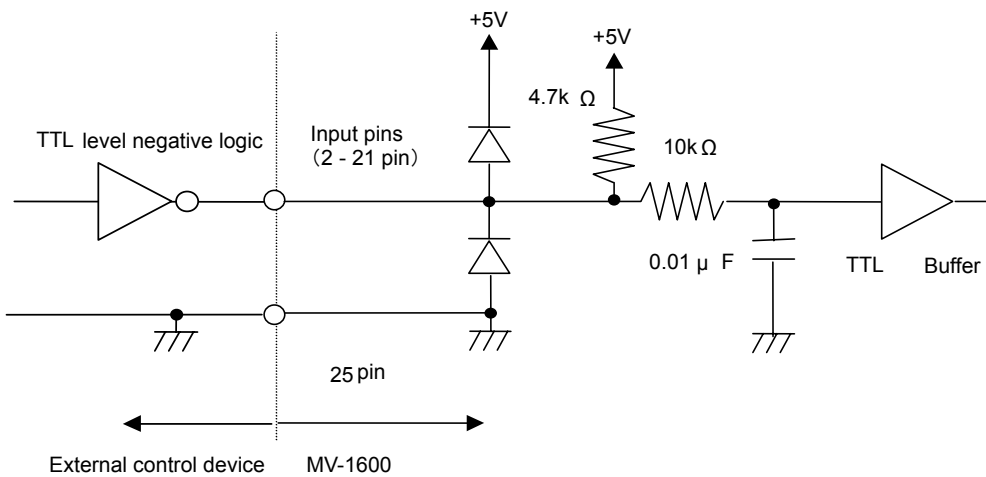 +5V
+5V
4.7k Ω
TTL level negative logic
Input pins
（2 - 21 pin）
10k Ω
0.01 μ F
TTL Buffer
25 pin
External control device MV-1600